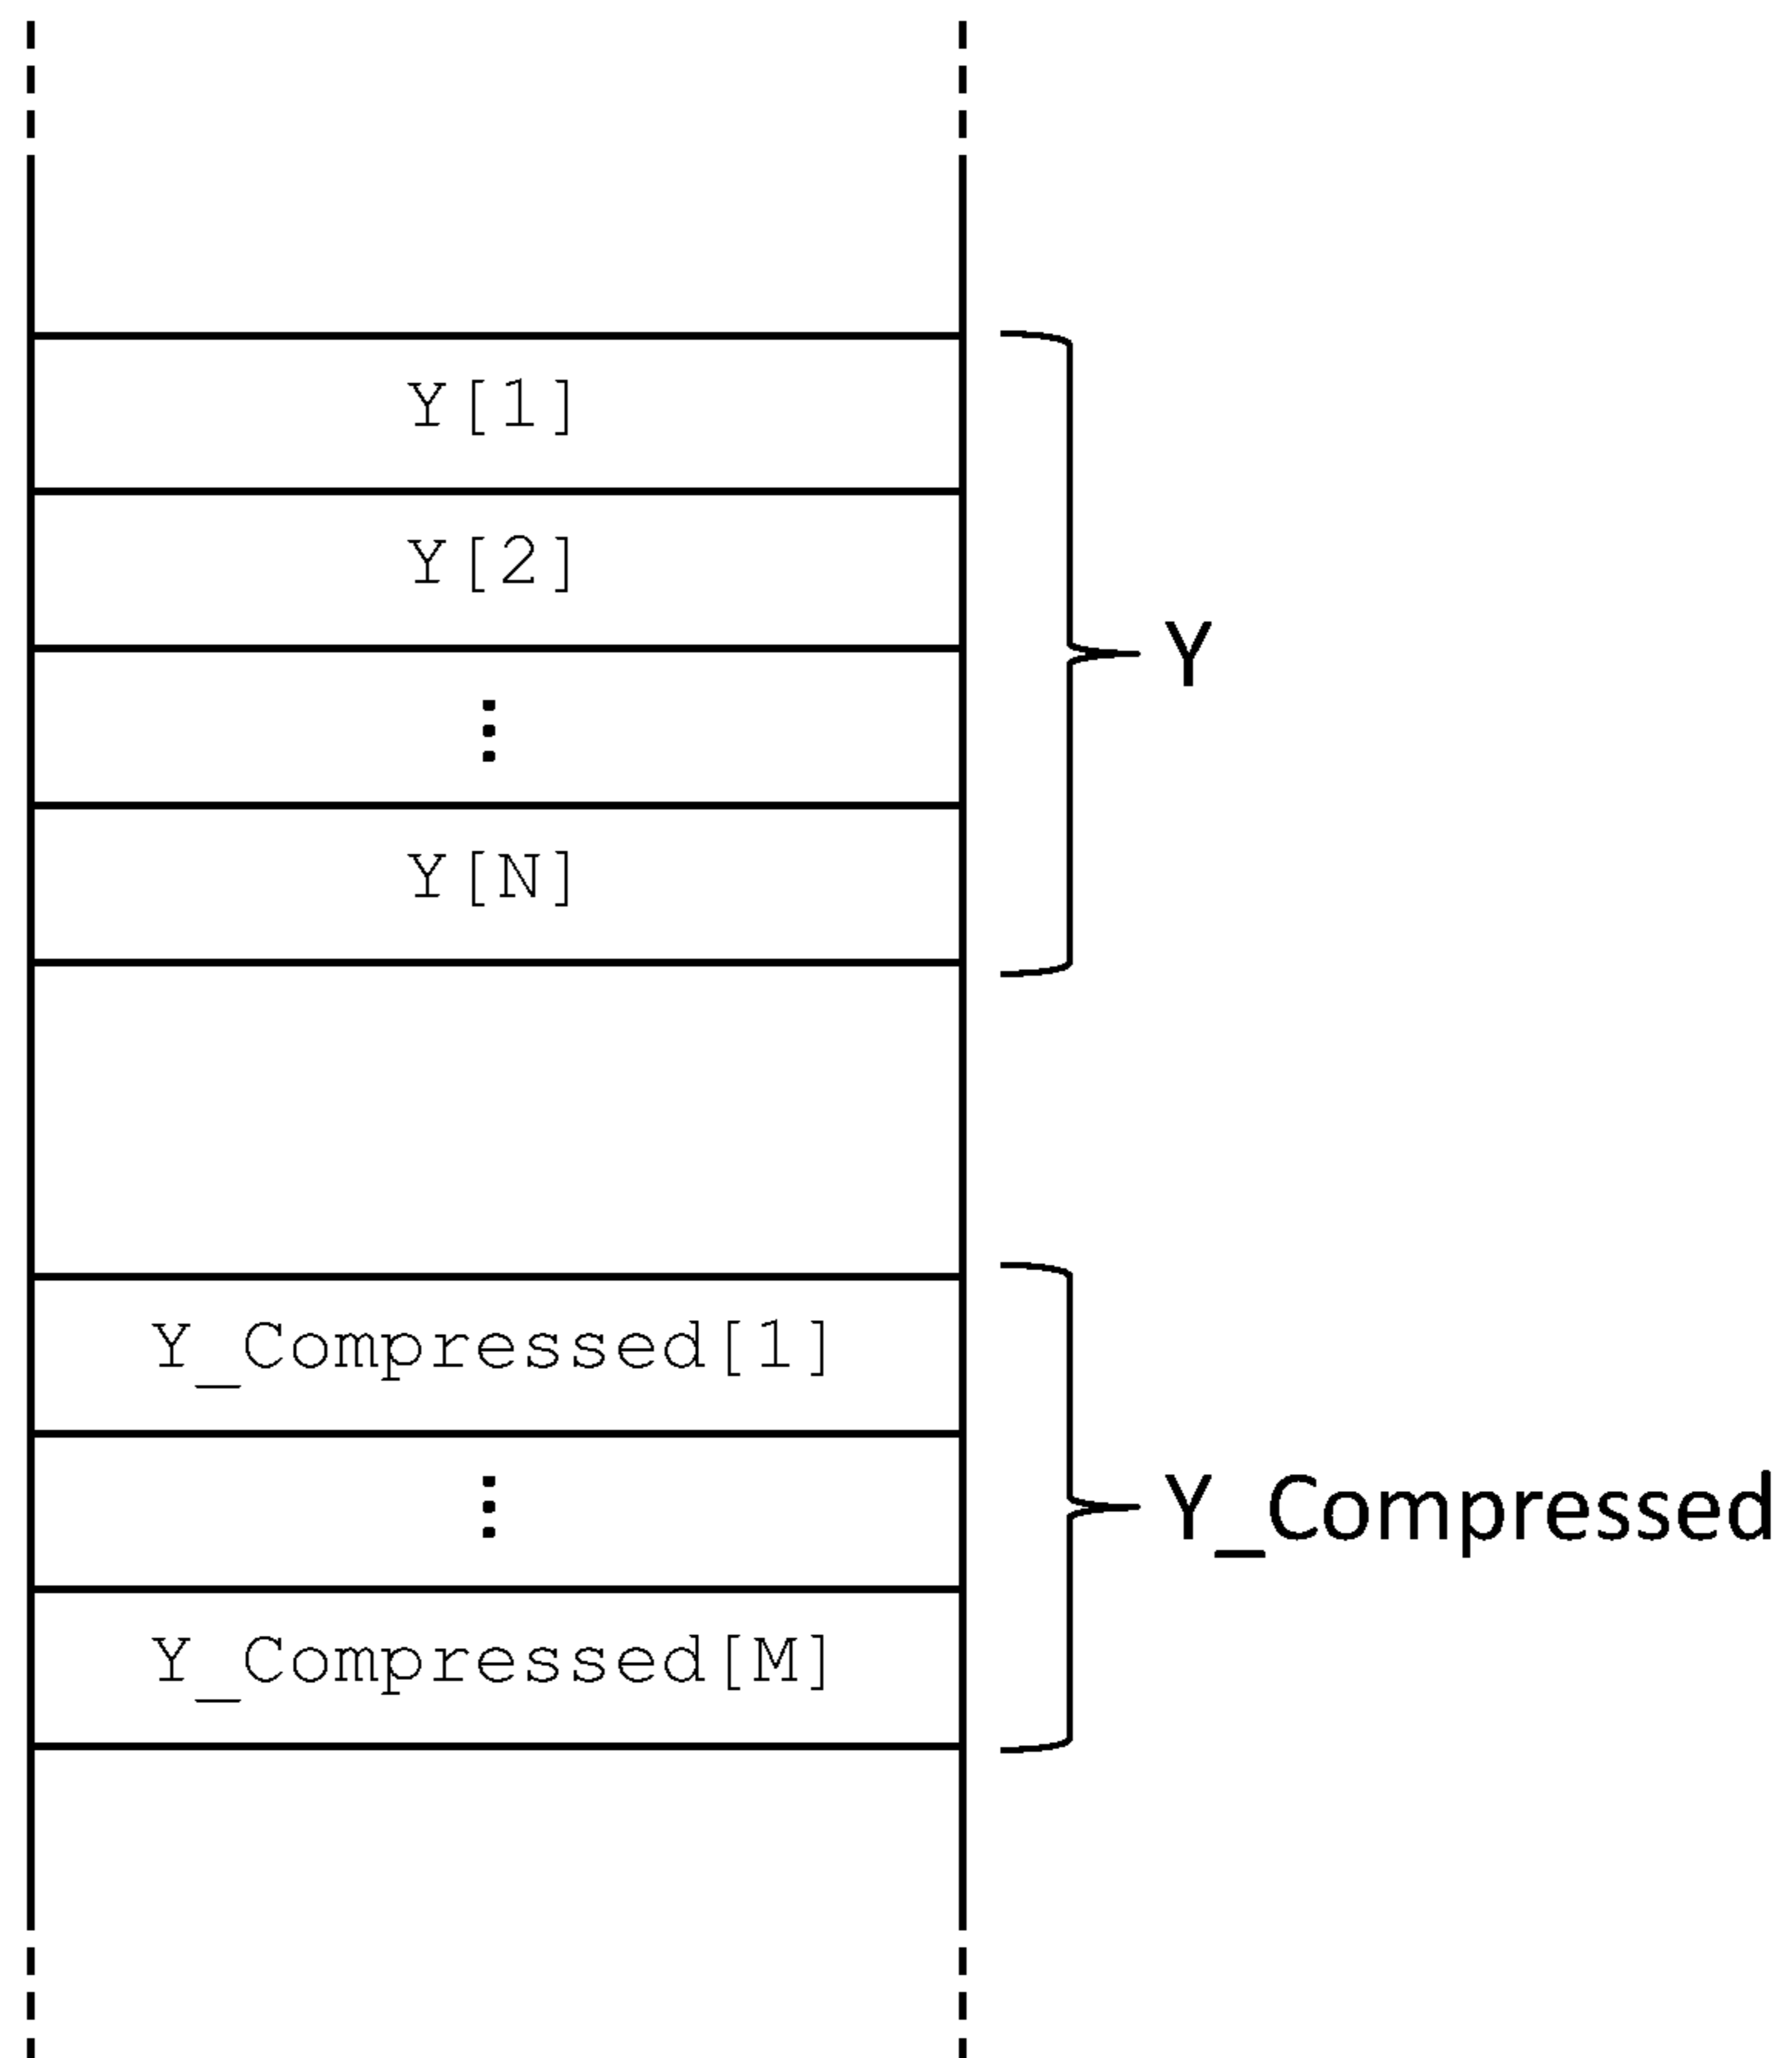 Y[1]
Y[2]
⋮
Y[N]
Y
Y_Compressed[1]
⋮
Y_Compressed[M]
Y_Compressed